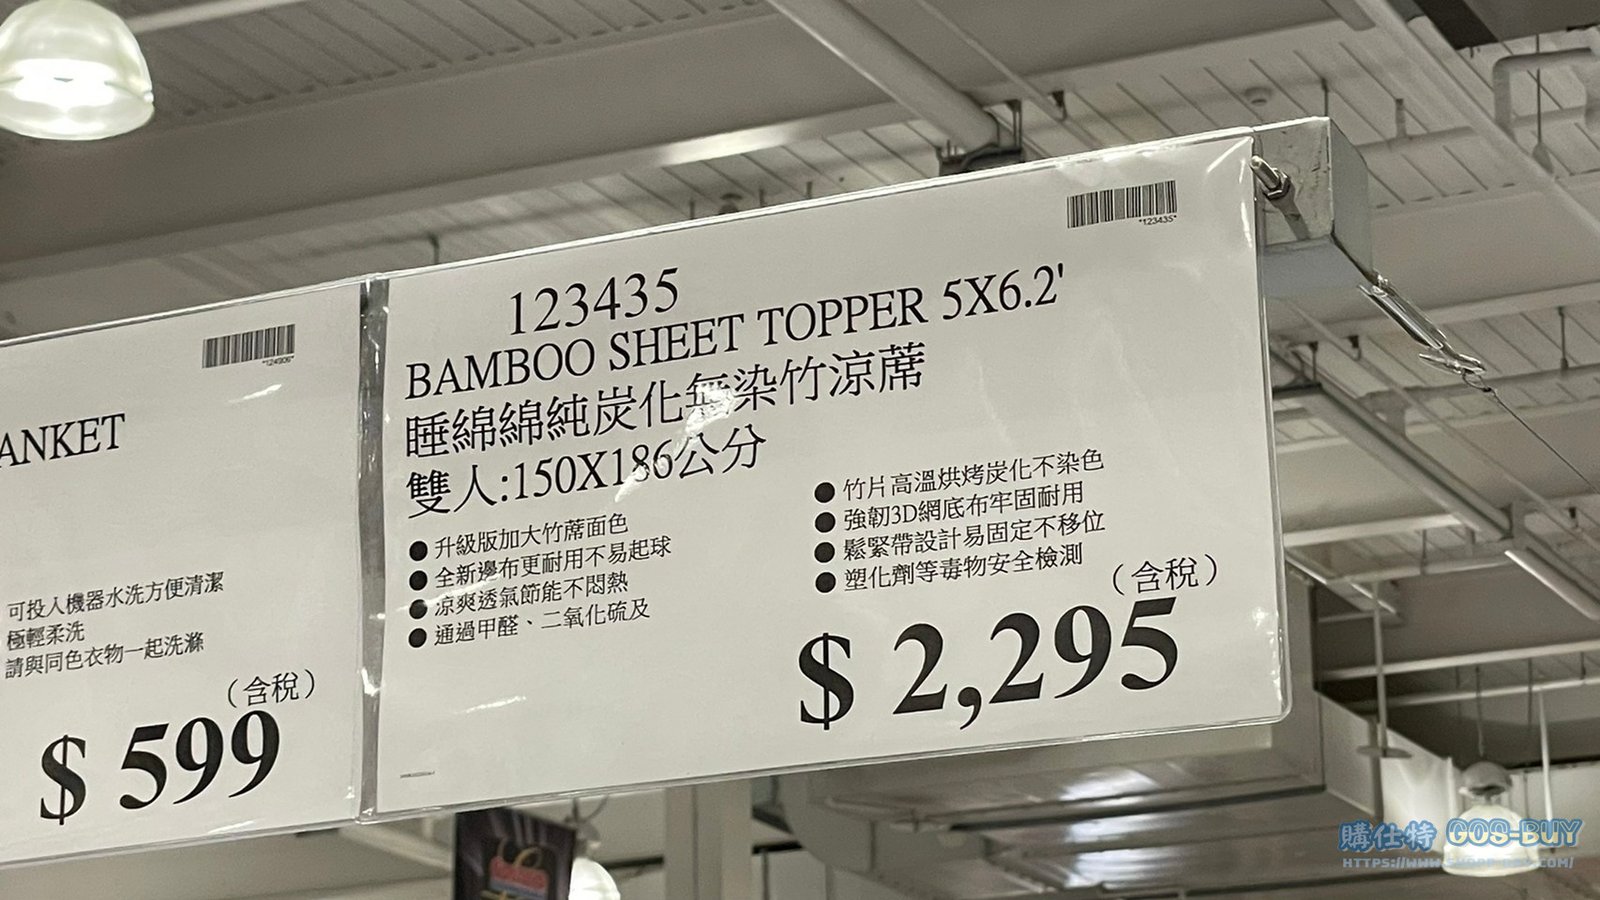 ANKET
可投入機器水洗方便清潔
極輕柔洗
請與同色衣物一起洗滌
（含稅）
$ 599
*123435*
123435
BAMBOO SHEET TOPPER 5X6.2'
睡綿綿純炭化無染竹涼蓆
雙人:150X186公分
●升級版加大竹蓆面色
●全新邊布更耐用不易起球
●涼爽透氣節能不悶熱
●通過甲醛、二氧化硫及
●竹片高溫烘烤炭化不染色
●強韌3D網底布牢固耐用
●鬆緊帶設計易固定不移位
●塑化劑等毒物安全檢測
（含稅）
$ 2,295
購仕特 GOS-BUY